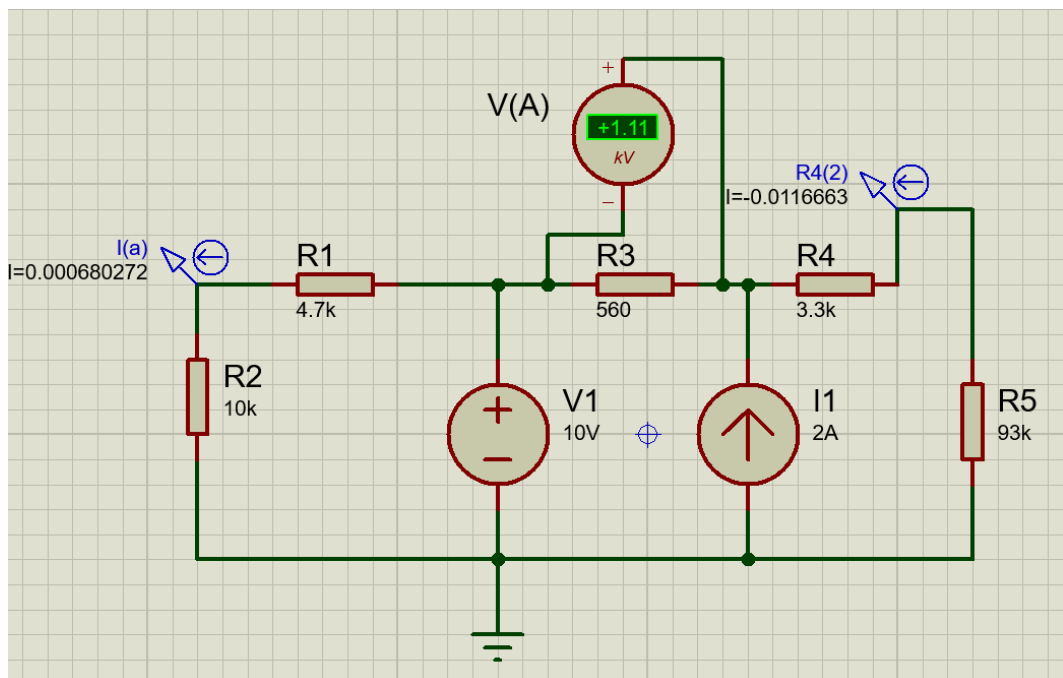 +
V(A)
+1.11
kV
−
R4(2)
I=-0.0116663
I(a)
I=0.000680272
R1
4.7k
R3
560
R4
3.3k
R2
10k
+
−
V1
10V
I1
2A
R5
93k